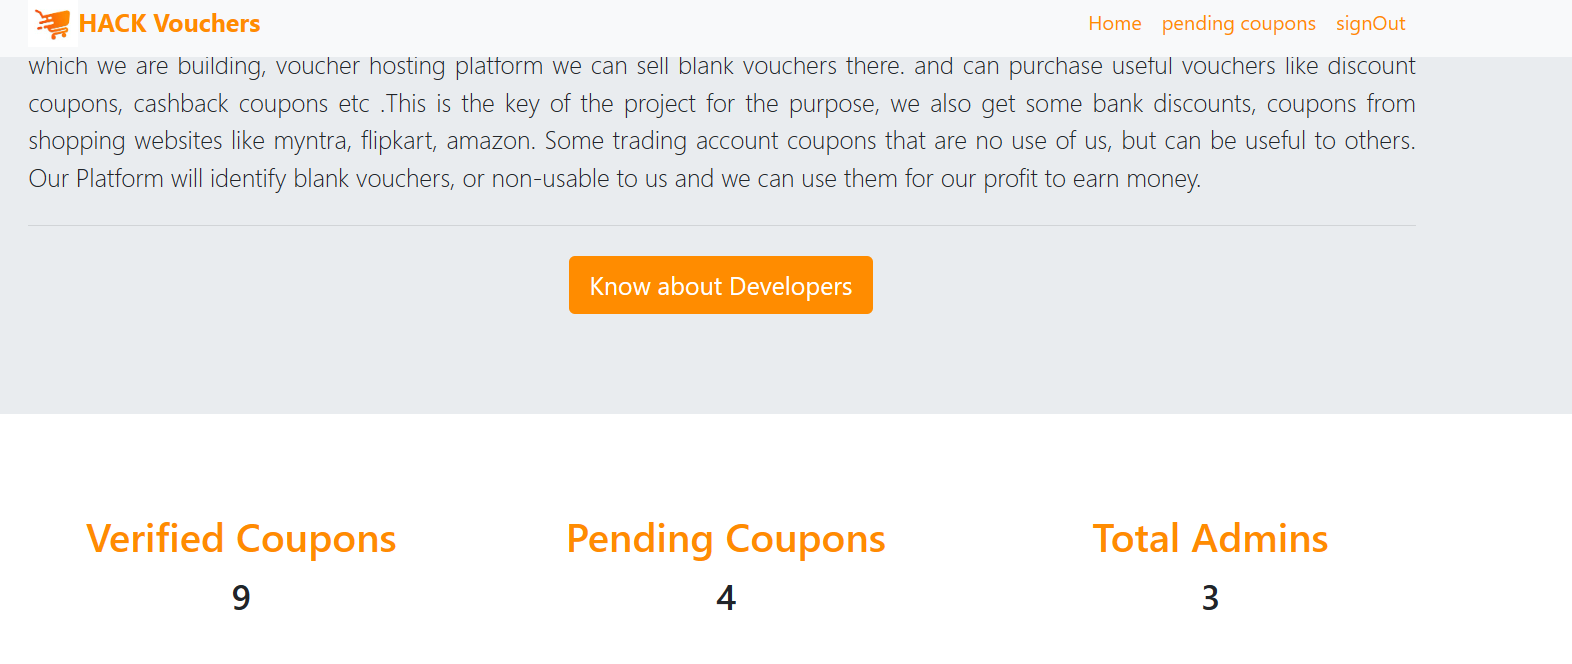 HACK Vouchers
Home pending coupons signOut
which we are building, voucher hosting platform we can sell blank vouchers there. and can purchase useful vouchers like discount
coupons, cashback coupons etc .This is the key of the project for the purpose, we also get some bank discounts, coupons from
shopping websites like myntra, flipkart, amazon. Some trading account coupons that are no use of us, but can be useful to others.
Our Platform will identify blank vouchers, or non-usable to us and we can use them for our profit to earn money.
Know about Developers
Verified Coupons
9
Pending Coupons
4
Total Admins
3